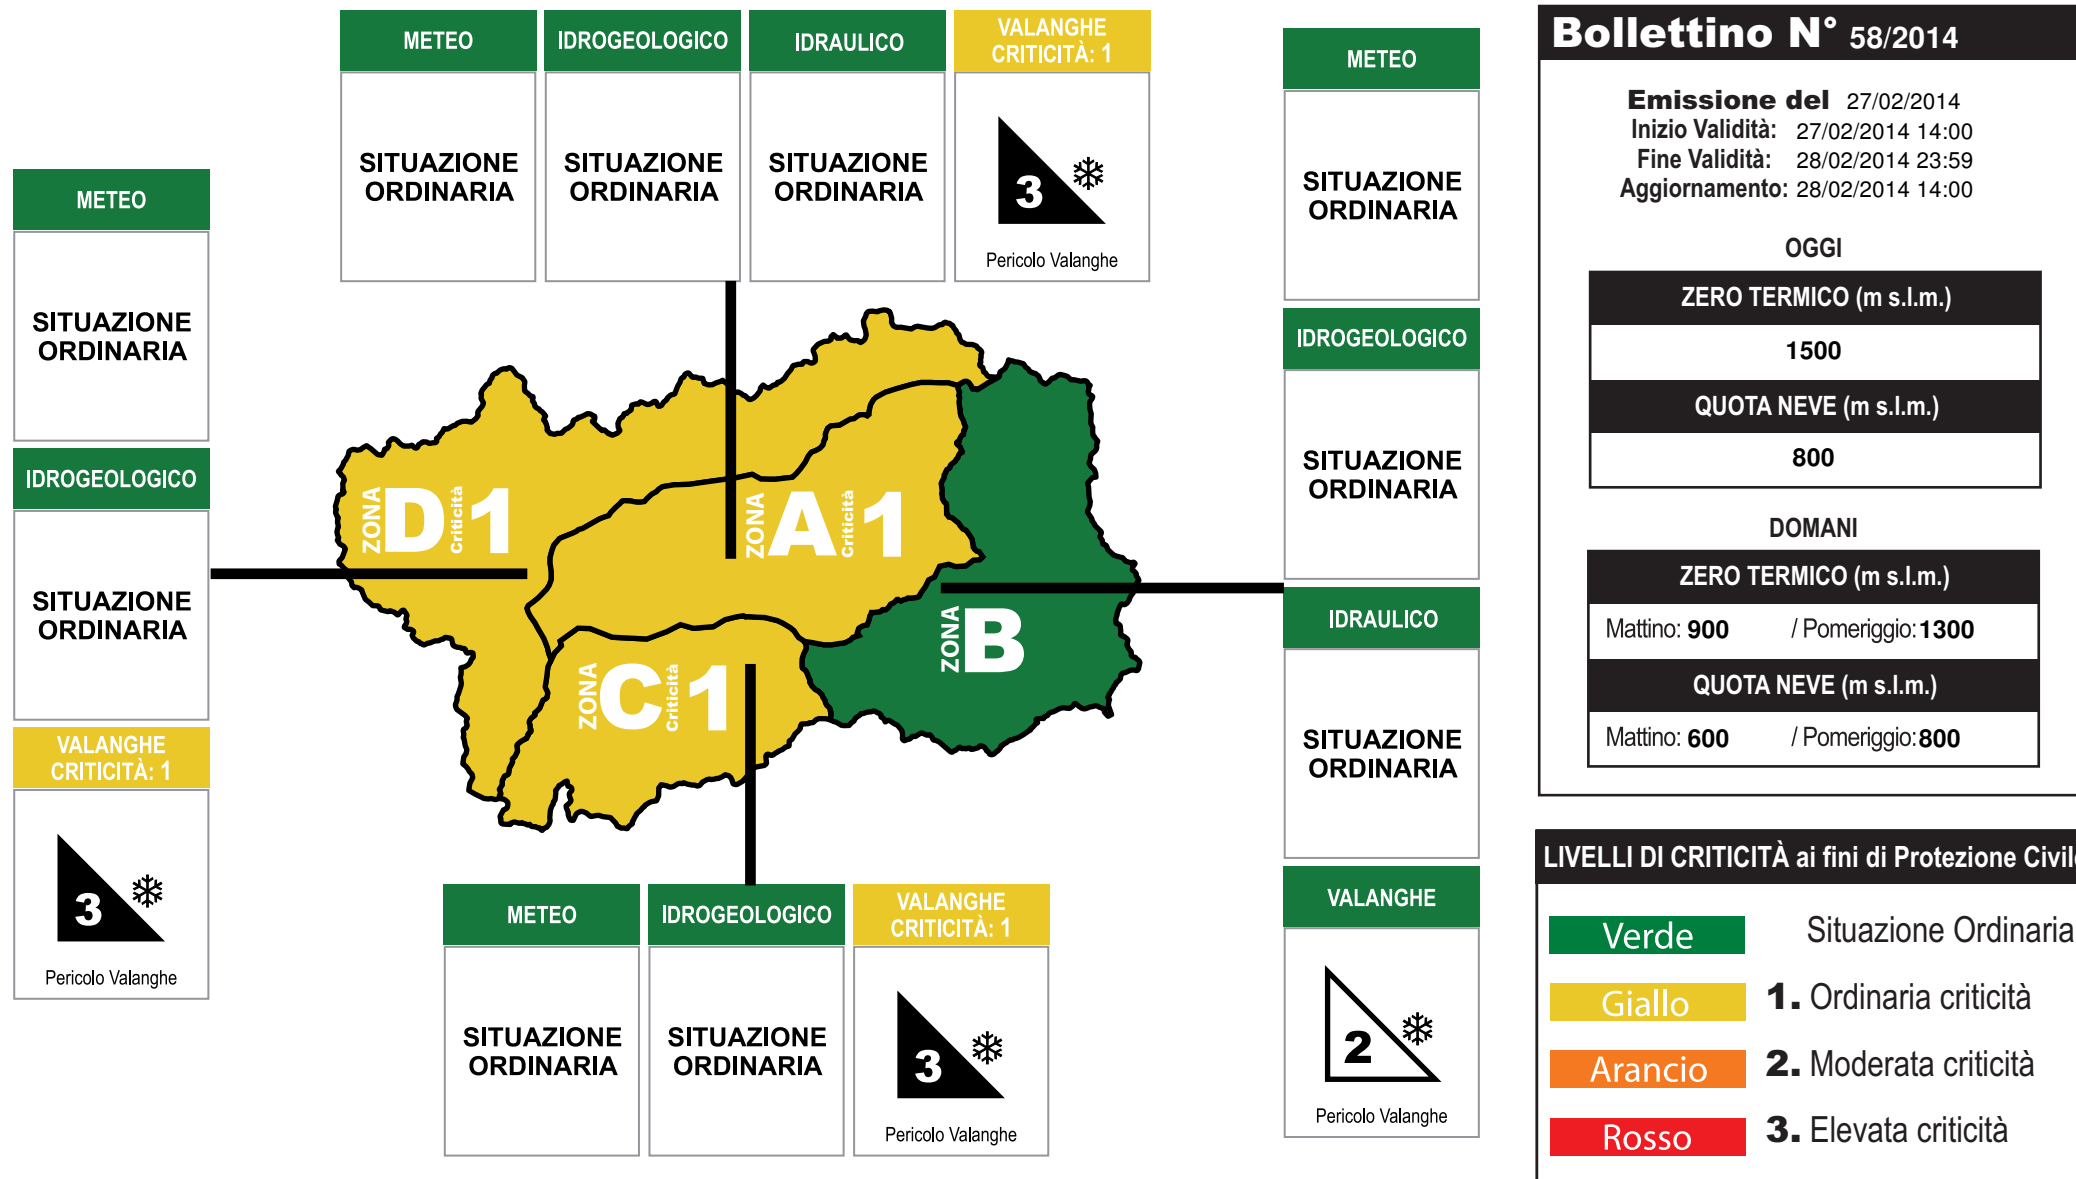 METEO
IDROGEOLOGICO
IDRAULICO
VALANGHE
CRITICITÀ: 1
SITUAZIONE
ORDINARIA
SITUAZIONE
ORDINARIA
SITUAZIONE
ORDINARIA
3
Pericolo Valanghe
METEO
SITUAZIONE
ORDINARIA
IDROGEOLOGICO
SITUAZIONE
ORDINARIA
VALANGHE
CRITICITÀ: 1
3
Pericolo Valanghe
ZONA D Criticità 1
ZONA A Criticità 1
ZONA C Criticità 1
ZONA B
METEO
IDROGEOLOGICO
VALANGHE
CRITICITÀ: 1
SITUAZIONE
ORDINARIA
SITUAZIONE
ORDINARIA
3
Pericolo Valanghe
METEO
SITUAZIONE
ORDINARIA
IDROGEOLOGICO
SITUAZIONE
ORDINARIA
IDRAULICO
SITUAZIONE
ORDINARIA
VALANGHE
2
Pericolo Valanghe
Bollettino N° 58/2014
Emissione del 27/02/2014
Inizio Validità: 27/02/2014 14:00
Fine Validità: 28/02/2014 23:59
Aggiornamento: 28/02/2014 14:00
OGGI
ZERO TERMICO (m s.l.m.)
1500
QUOTA NEVE (m s.l.m.)
800
DOMANI
ZERO TERMICO (m s.l.m.)
Mattino: 900 / Pomeriggio: 1300
QUOTA NEVE (m s.l.m.)
Mattino: 600 / Pomeriggio: 800
LIVELLI DI CRITICITÀ ai fini di Protezione Civile
Verde Situazione Ordinaria
Giallo 1. Ordinaria criticità
Arancio 2. Moderata criticità
Rosso 3. Elevata criticità